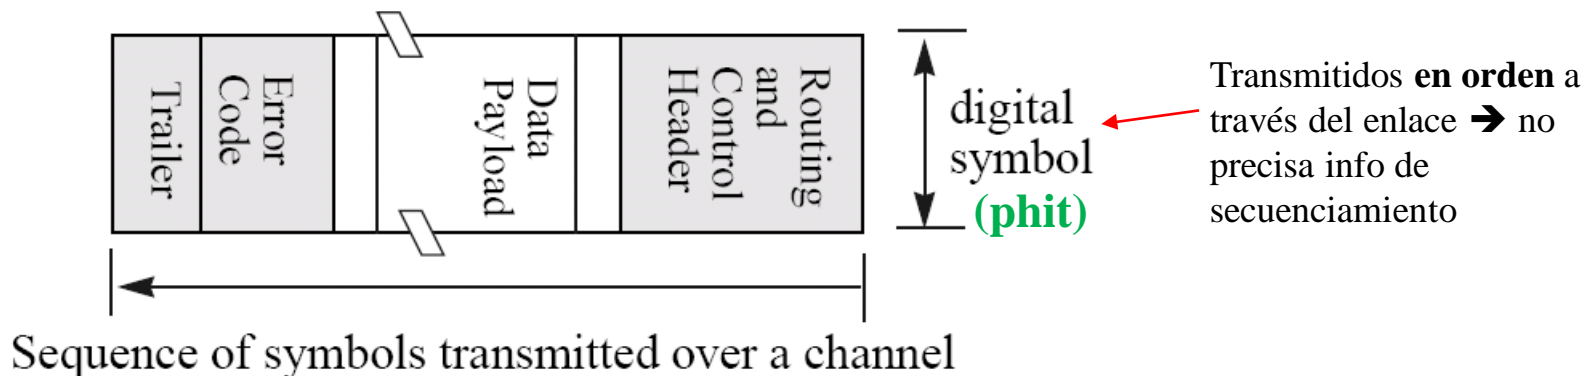 Trailer
Error
Code
Data
Payload
Routing
and
Control
Header
digital
symbol
(phit)
Transmitidos en orden a
través del enlace ➔ no
precisa info de
secuenciamiento
Sequence of symbols transmitted over a channel